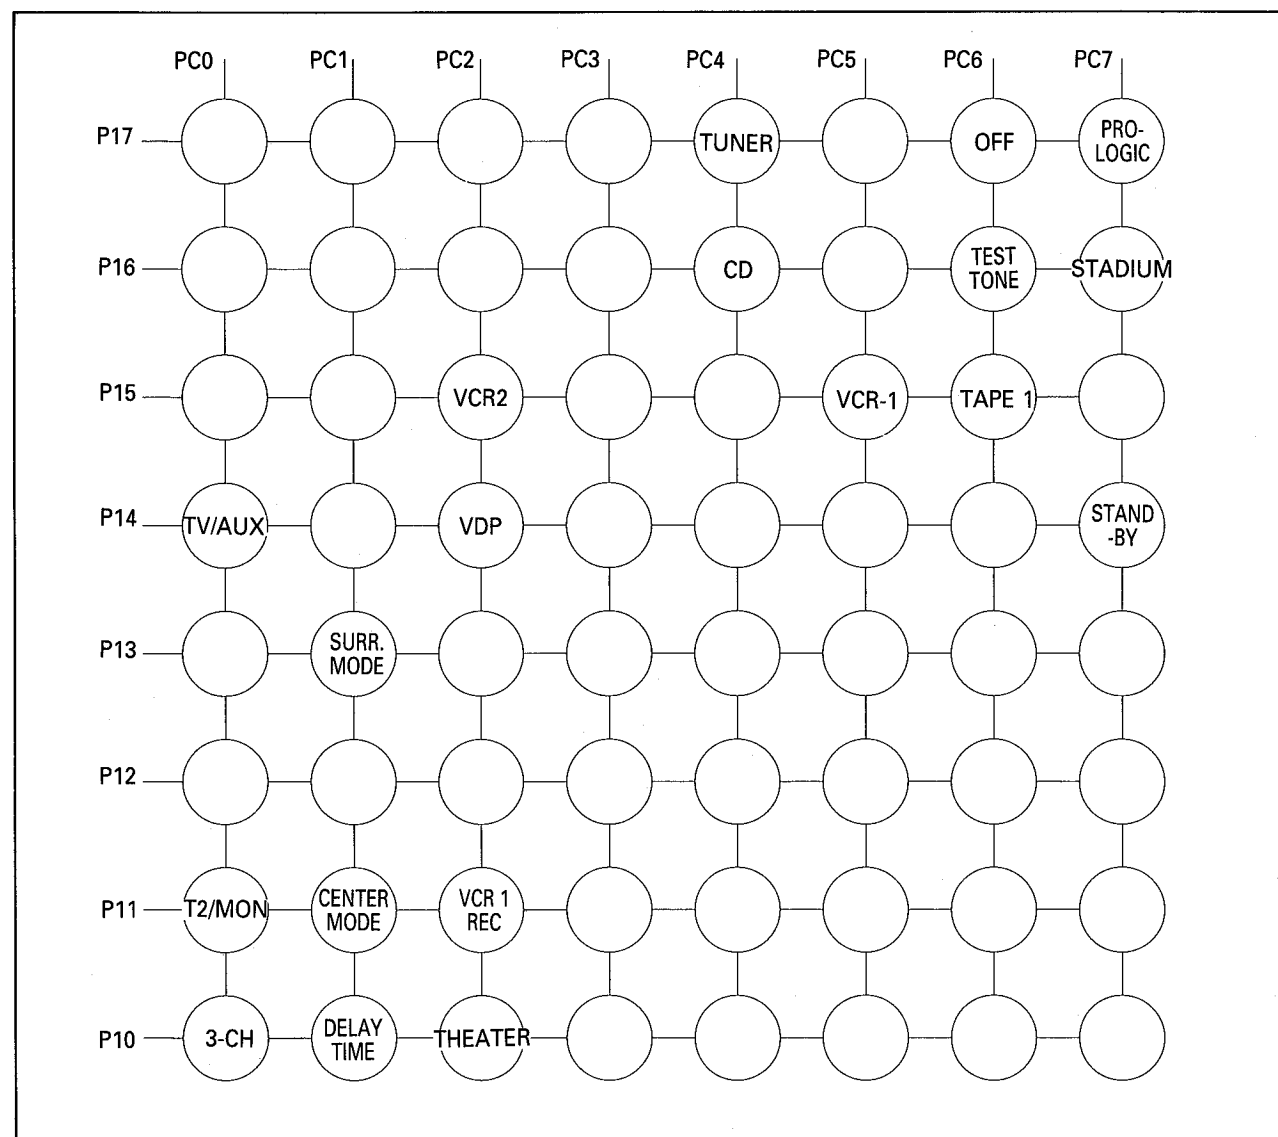 PC0 PC1 PC2 PC3 PC4 PC5 PC6 PC7
P17 TUNER OFF PRO-
LOGIC
P16 CD TEST
TONE STADIUM
P15 VCR2 VCR-1 TAPE 1
P14 TV/AUX VDP STAND
-BY
P13 SURR.
MODE
P12
P11 T2/MON CENTER
MODE VCR 1
REC
P10 3-CH DELAY
TIME THEATER